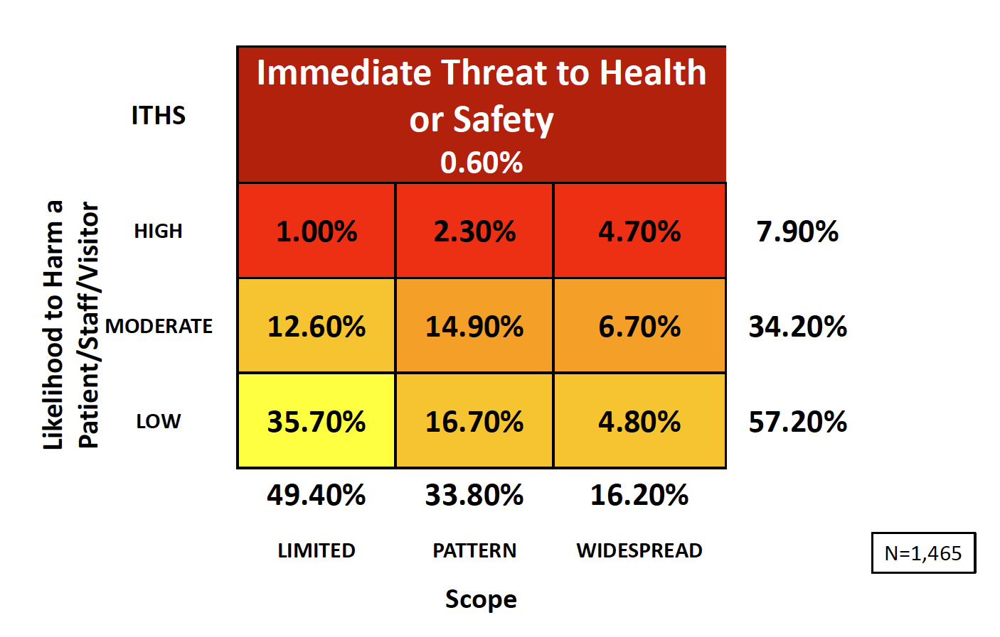 Immediate Threat to Health
or Safety
0.60%
ITHS
Likelihood to Harm a
Patient/Staff/Visitor
HIGH
1.00%
2.30%
4.70%
7.90%
MODERATE
12.60%
14.90%
6.70%
34.20%
LOW
35.70%
16.70%
4.80%
57.20%
49.40%
33.80%
16.20%
LIMITED
PATTERN
WIDESPREAD
N=1,465
Scope